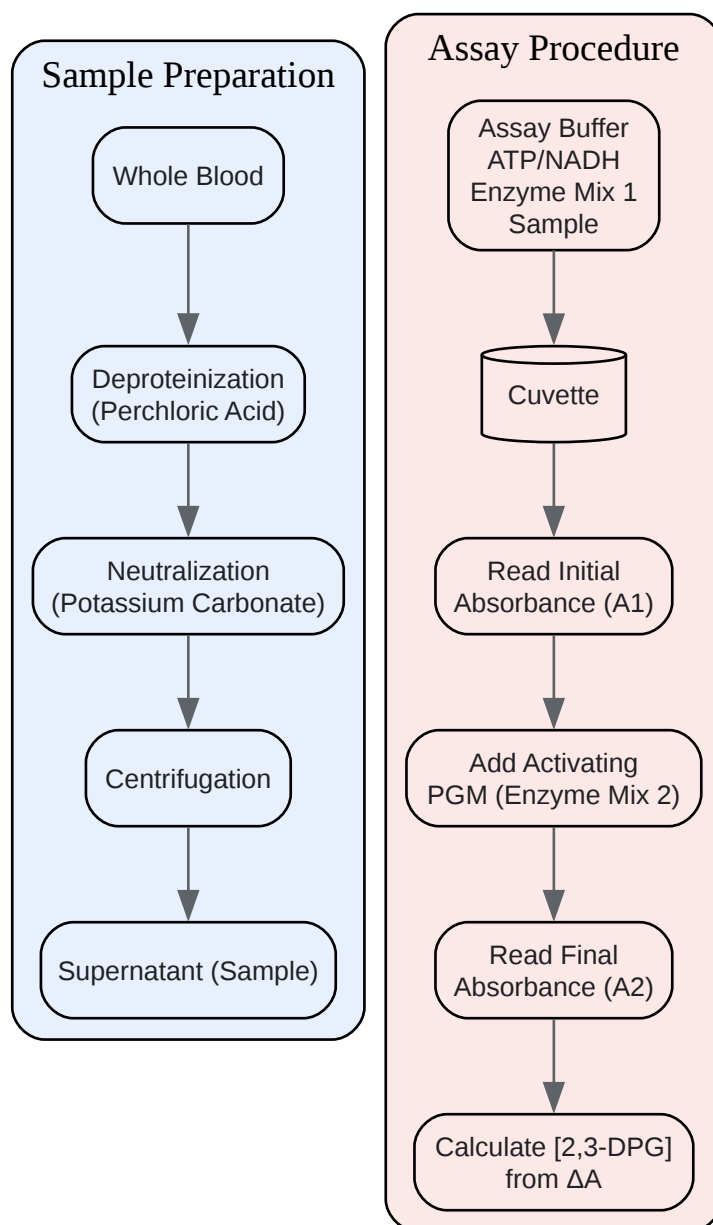 Sample Preparation
Whole Blood
Deproteinization
(Perchloric Acid)
Neutralization
(Potassium Carbonate)
Centrifugation
Supernatant (Sample)
Assay Procedure
Assay Buffer
ATP/NADH
Enzyme Mix 1
Sample
Cuvette
Read Initial
Absorbance (A1)
Add Activating
PGM (Enzyme Mix 2)
Read Final
Absorbance (A2)
Calculate [2,3-DPG]
from ΔA